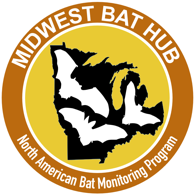 MIDWEST BAT HUB
North American Bat Monitoring Program